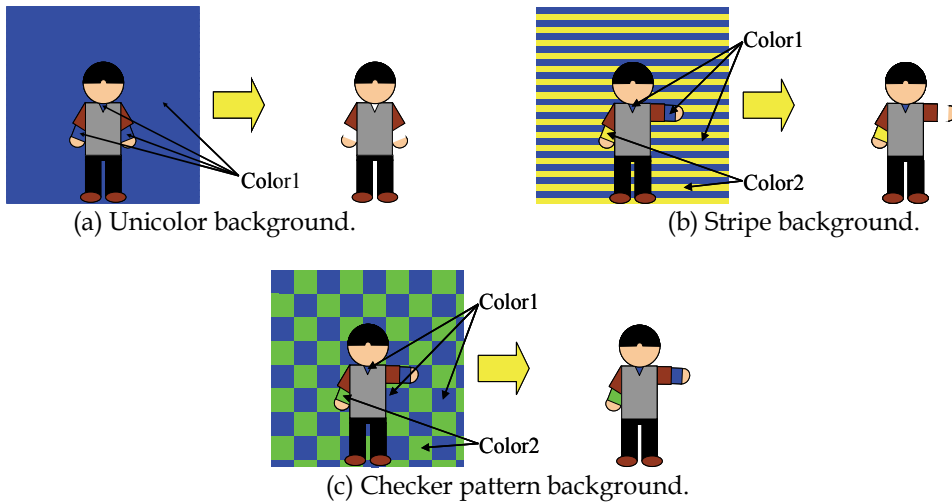 Color1
(a) Unicolor background.
Color1
Color2
(b) Stripe background.
Color1
Color2
(c) Checker pattern background.